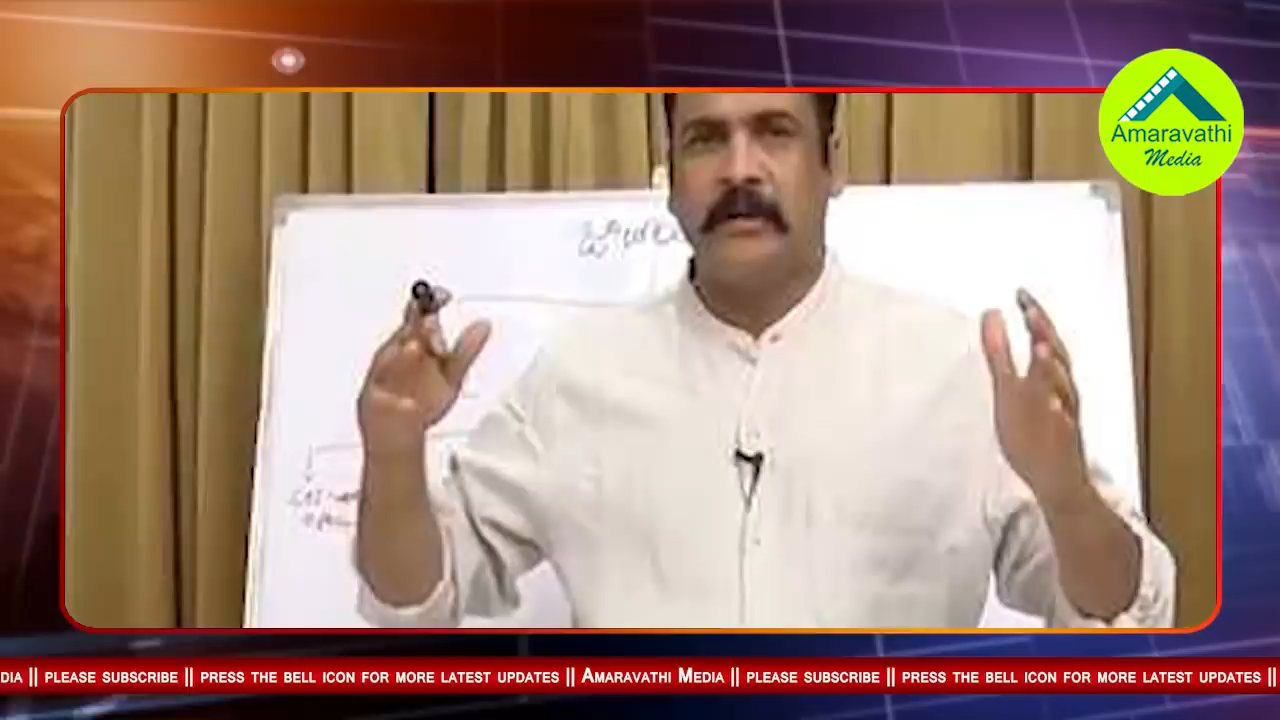 Amaravathi
Media
DIA || PLEASE SUBSCRIBE || PRESS THE BELL ICON FOR MORE LATEST UPDATES || AMARAVATHI MEDIA || PLEASE SUBSCRIBE || PRESS THE BELL ICON FOR MORE LATEST UPDATES ||